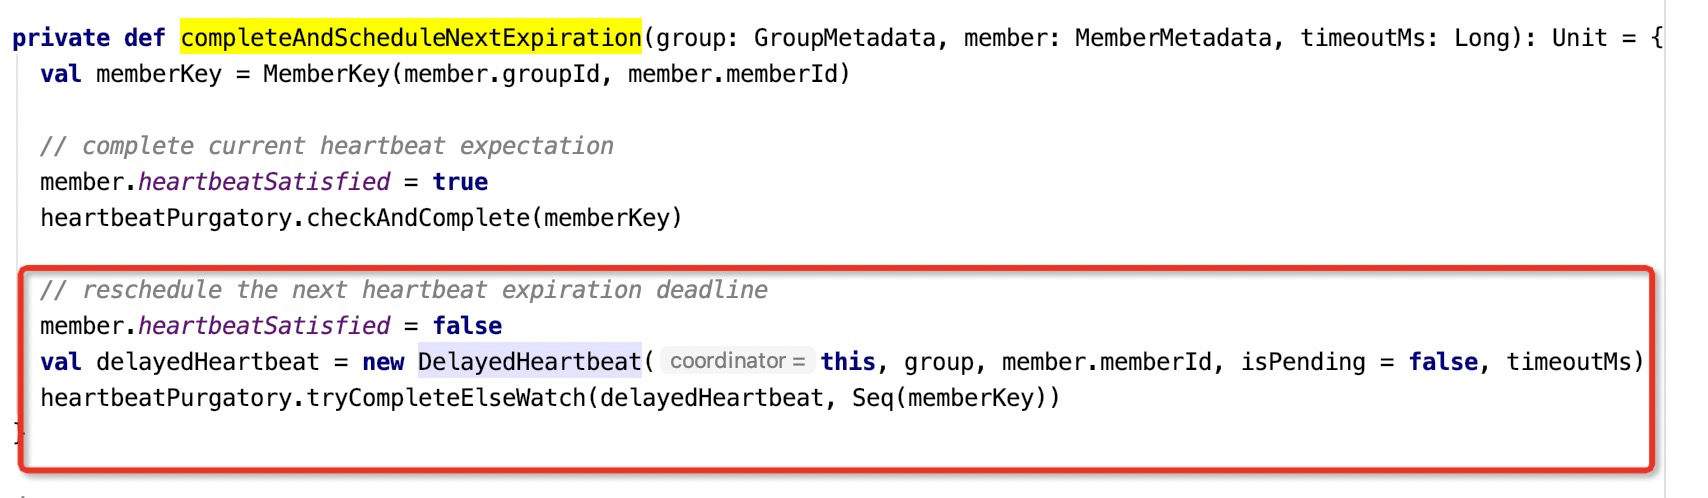 private def completeAndScheduleNextExpiration(group: GroupMetadata, member: MemberMetadata, timeoutMs: Long): Unit = {
val memberKey = MemberKey(member.groupId, member.memberId)
// complete current heartbeat expectation
member.heartbeatSatisfied = true
heartbeatPurgatory.checkAndComplete(memberKey)
// reschedule the next heartbeat expiration deadline
member.heartbeatSatisfied = false
val delayedHeartbeat = new DelayedHeartbeat( coordinator = this, group, member.memberId, isPending = false, timeoutMs)
heartbeatPurgatory.tryCompleteElseWatch(delayedHeartbeat, Seq(memberKey))
}